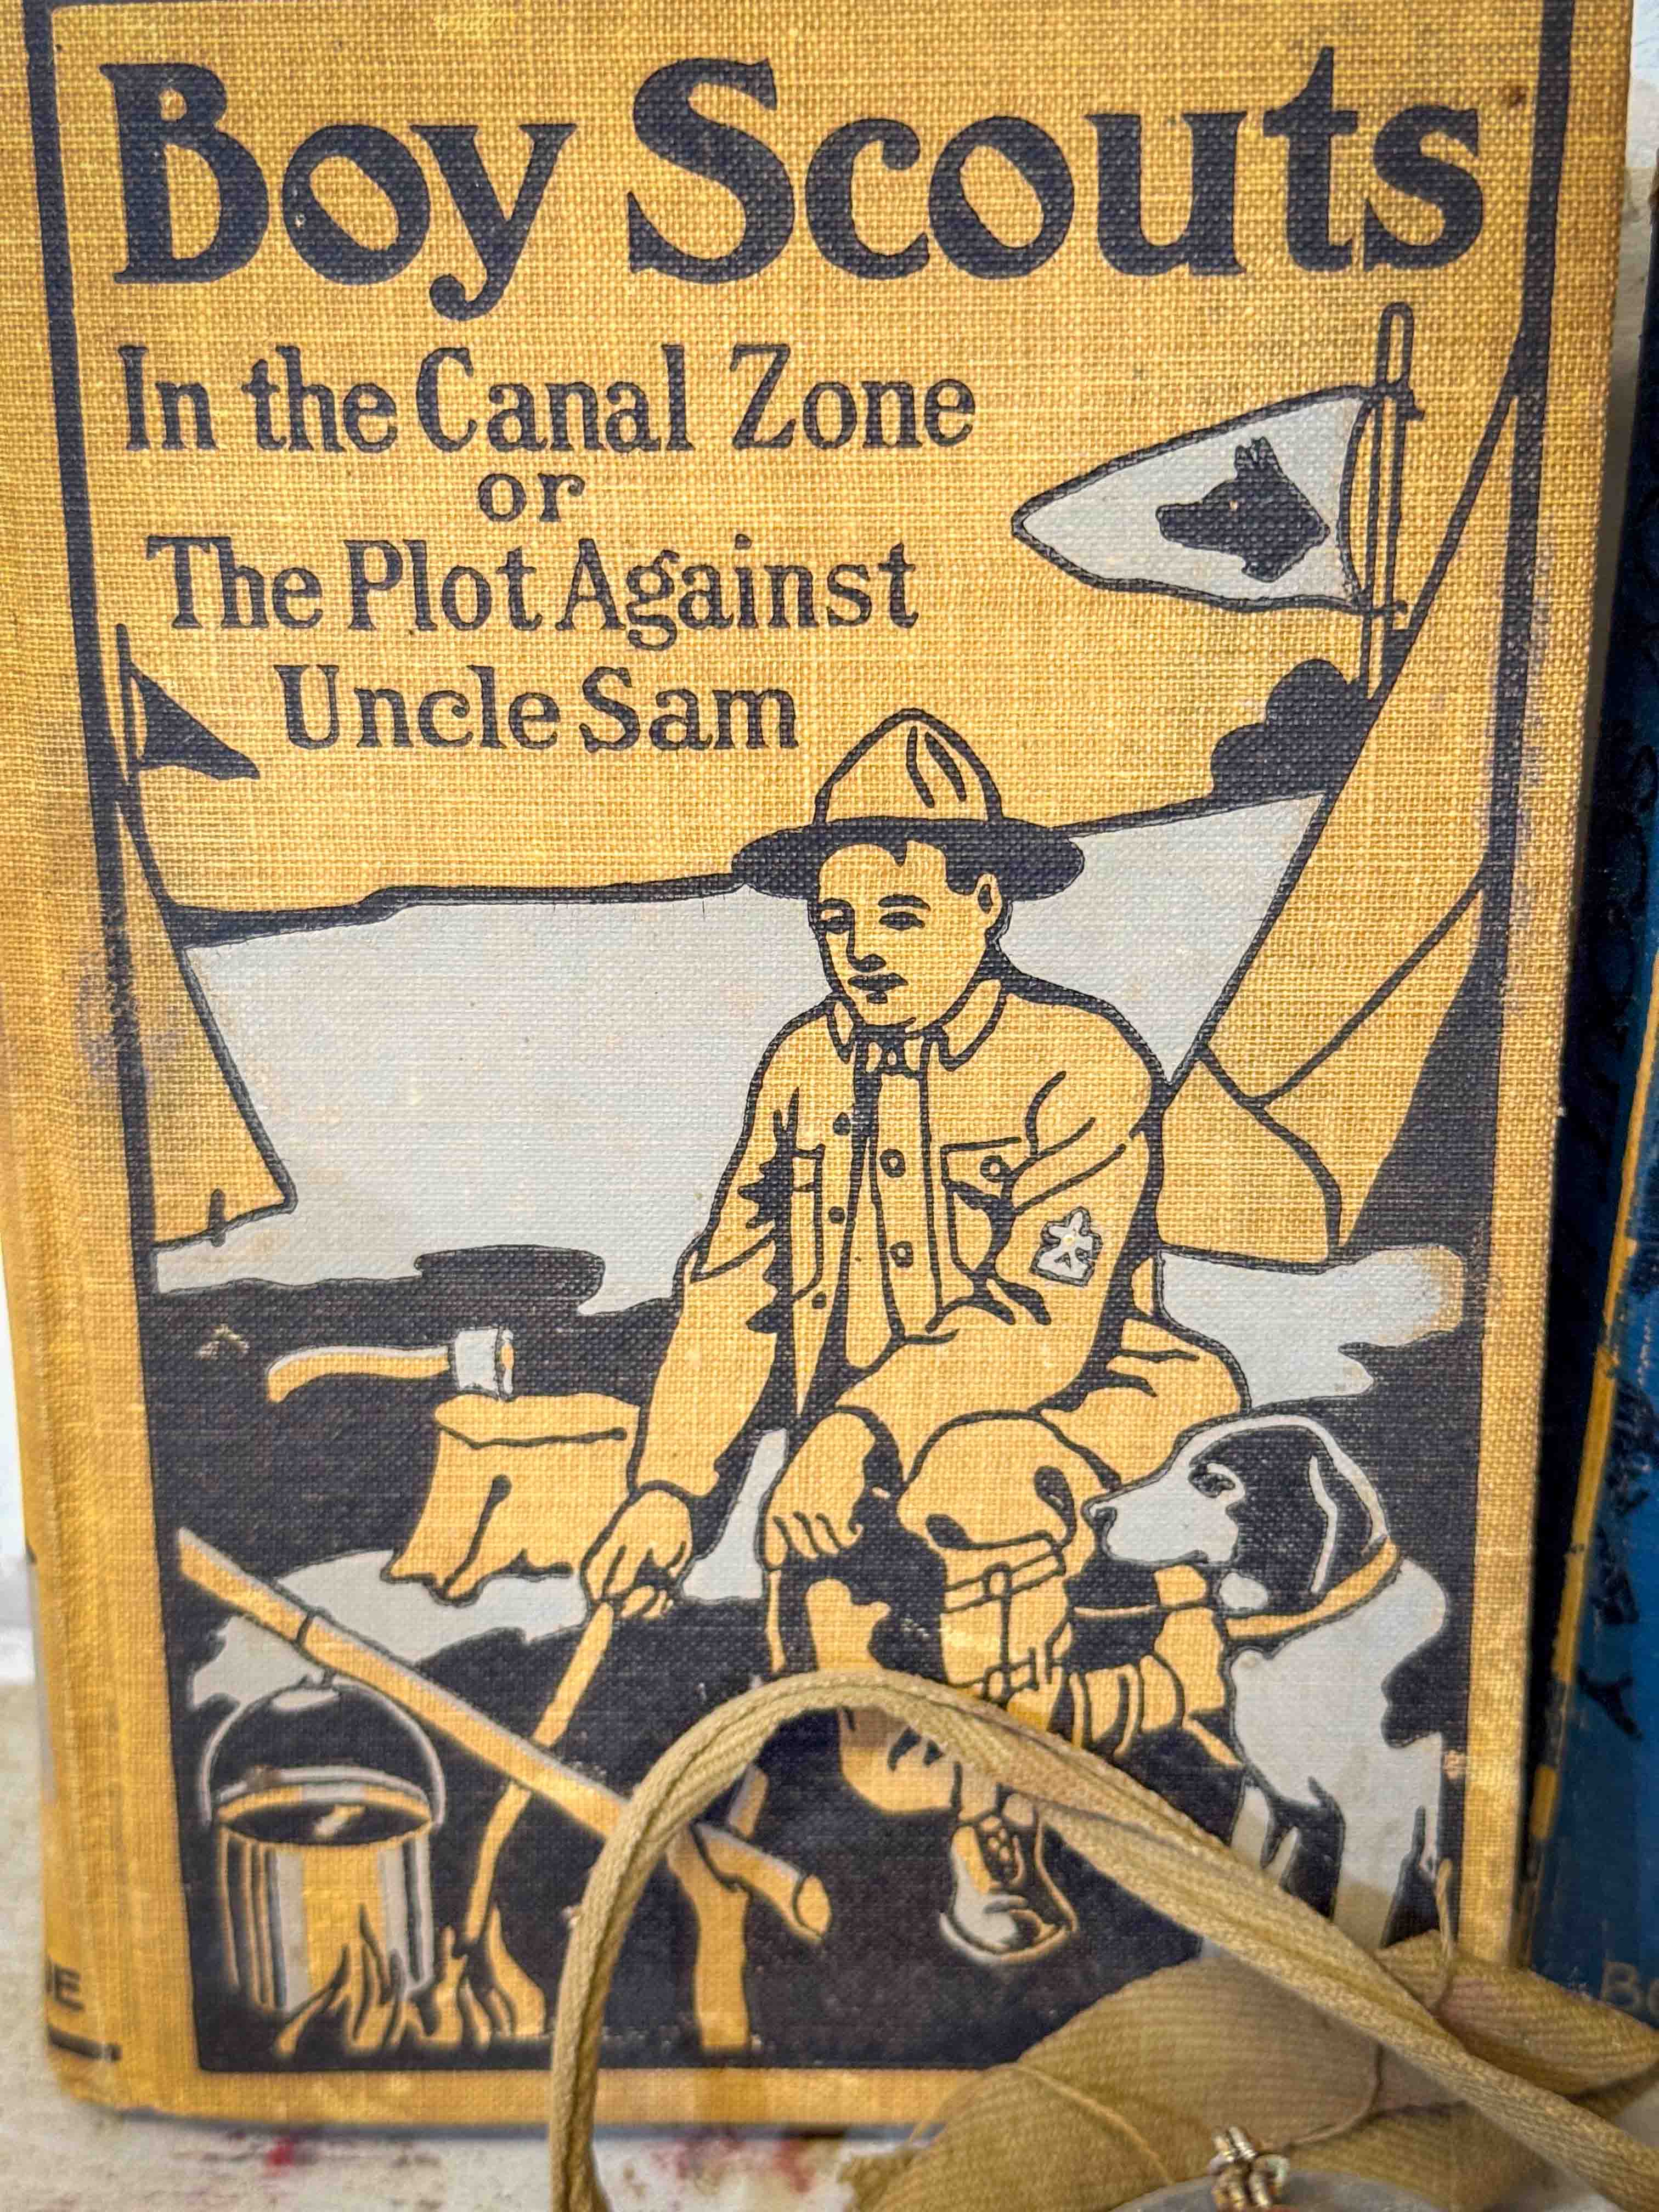 Boy Scouts
In the Canal Zone
or
The Plot Against
Uncle Sam